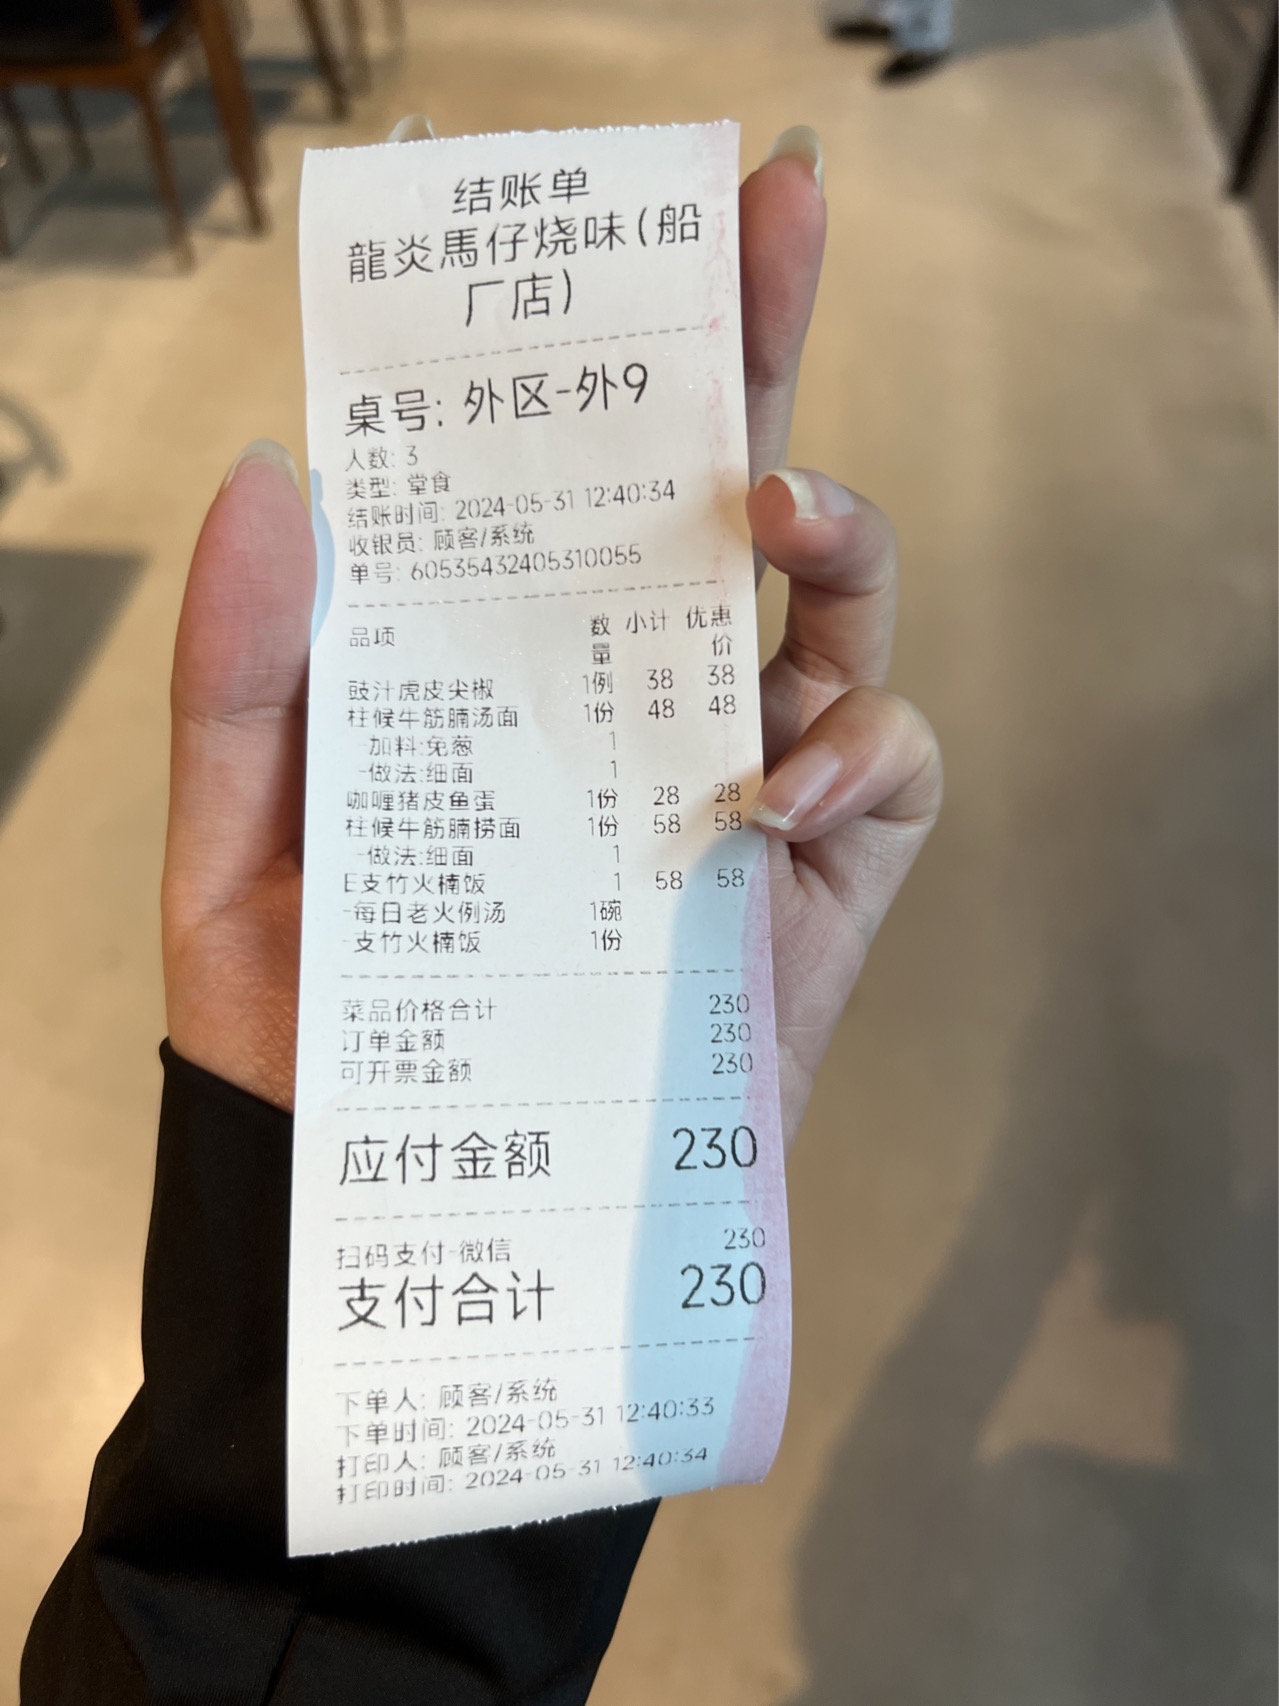 结账单
龍炎馬仔烧味(船
厂店)
桌号: 外区-外9
人数: 3
类型: 堂食
结账时间: 2024-05-31 12:40:34
收银员: 顾客/系统
单号: 60535432405310055
品项 数量 小计 优惠价
豉汁虎皮尖椒 1例 38 38
柱候牛筋腩汤面 1份 48 48
-加料:免葱 1
-做法:细面 1
咖喱猪皮鱼蛋 1份 28 28
柱候牛筋腩捞面 1份 58 58
-做法:细面 1
E支竹火楠饭 1 58 58
-每日老火例汤 1碗
-支竹火楠饭 1份
菜品价格合计 230
订单金额 230
可开票金额 230
应付金额 230
扫码支付-微信 230
支付合计 230
下单人: 顾客/系统
下单时间: 2024-05-31 12:40:33
打印人: 顾客/系统
打印时间: 2024-05-31 12:40:34